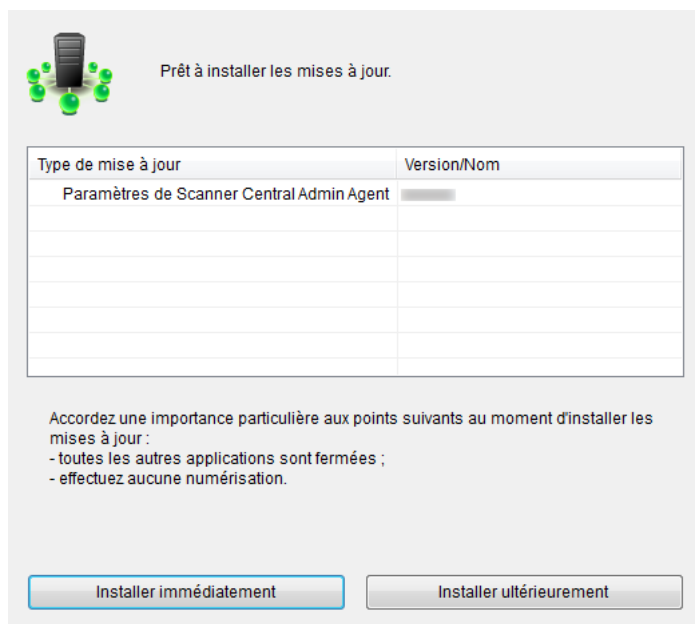 Prêt à installer les mises à jour.
Type de mise à jour
Version/Nom
Paramètres de Scanner Central Admin Agent
Accordez une importance particulière aux points suivants au moment d'installer les
mises à jour :
- toutes les autres applications sont fermées ;
- effectuez aucune numérisation.
Installer immédiatement
Installer ultérieurement